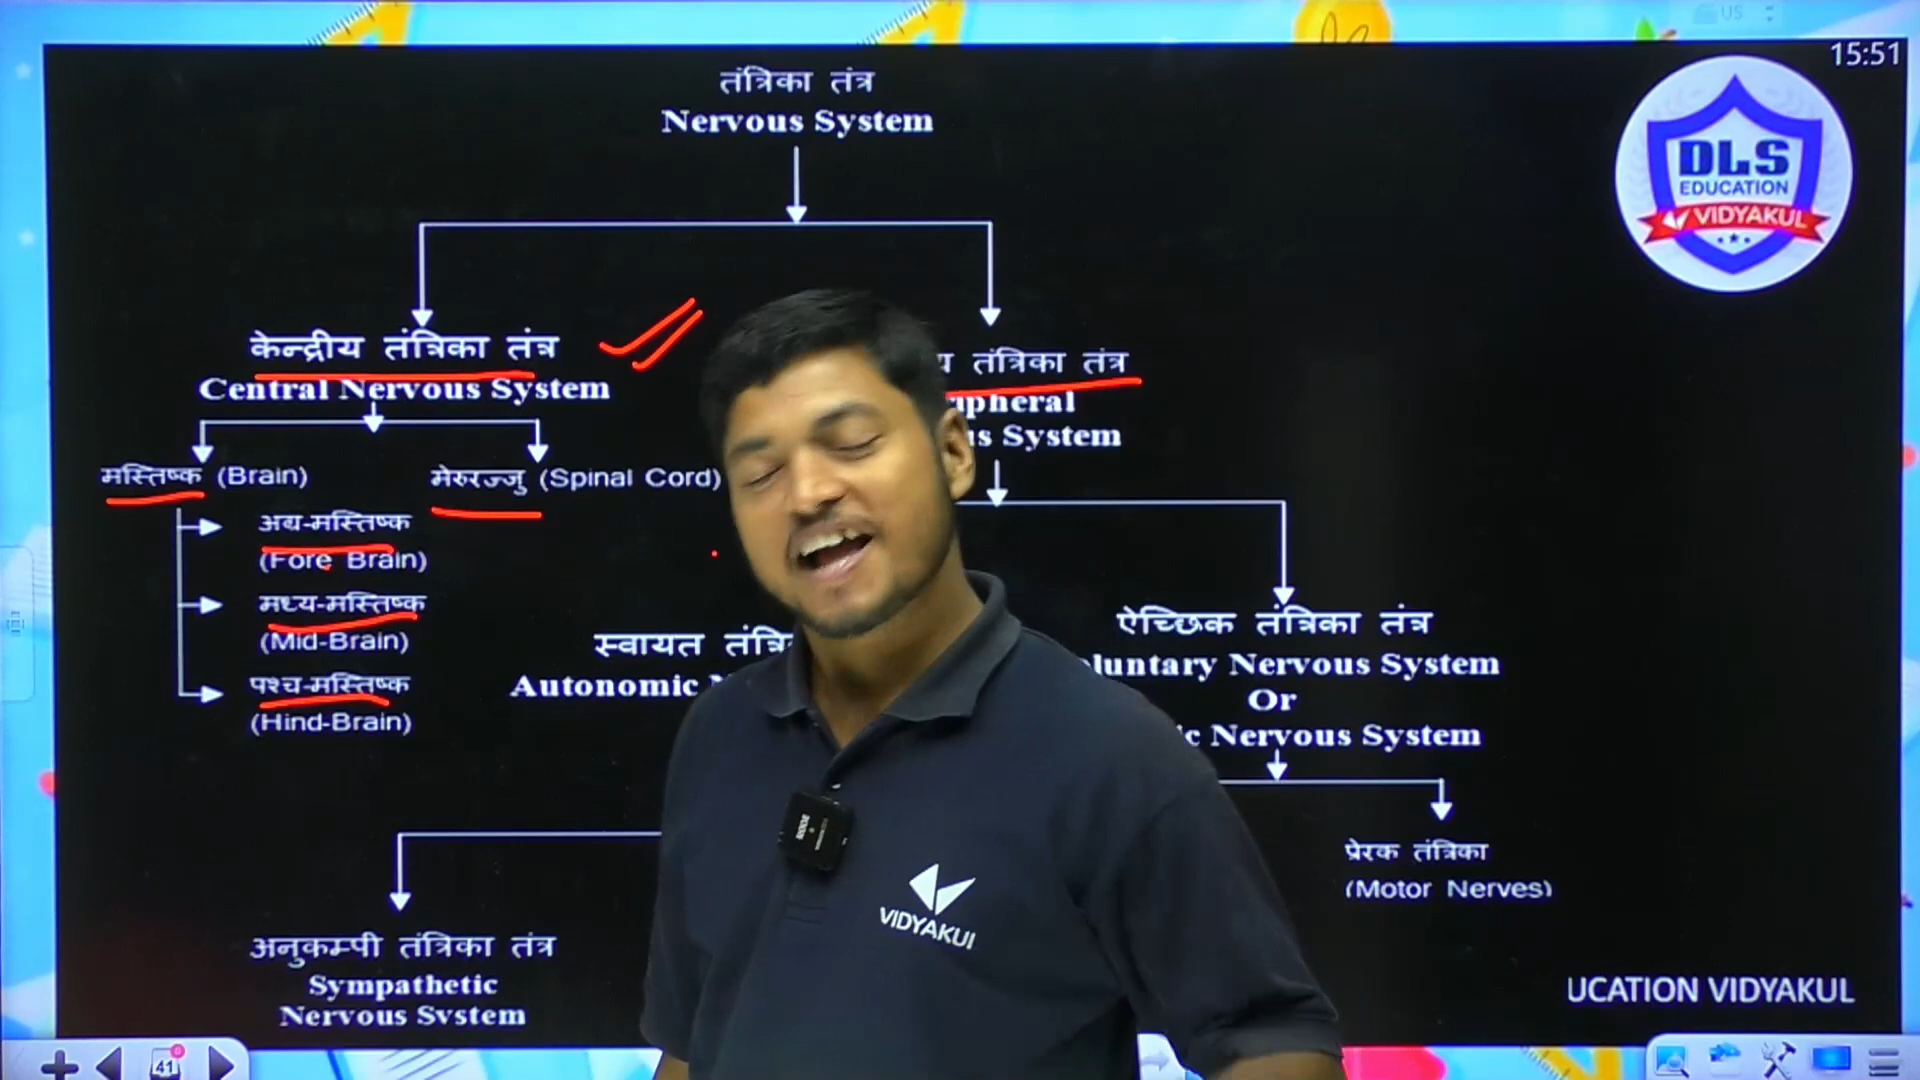 US
15:51
तंत्रिका तंत्र
Nervous System
DLS
EDUCATION
VIDYAKUL
केन्द्रीय तंत्रिका तंत्र
Central Nervous System
तंत्रिका तंत्र
System
मस्तिष्क (Brain)
मेरुरज्जु (Spinal Cord)
अग्र-मस्तिष्क
(Fore Brain)
मध्य-मस्तिष्क
(Mid-Brain)
पश्च-मस्तिष्क
(Hind-Brain)
स्वायत
Autonomic
ऐच्छिक तंत्रिका तंत्र
Nervous System
Or
Nervous System
प्रेरक तंत्रिका
(Motor Nerves)
अनुकम्पी तंत्रिका तंत्र
Sympathetic
Nervous System
VIDYAKUL
UCATION VIDYAKUL
41